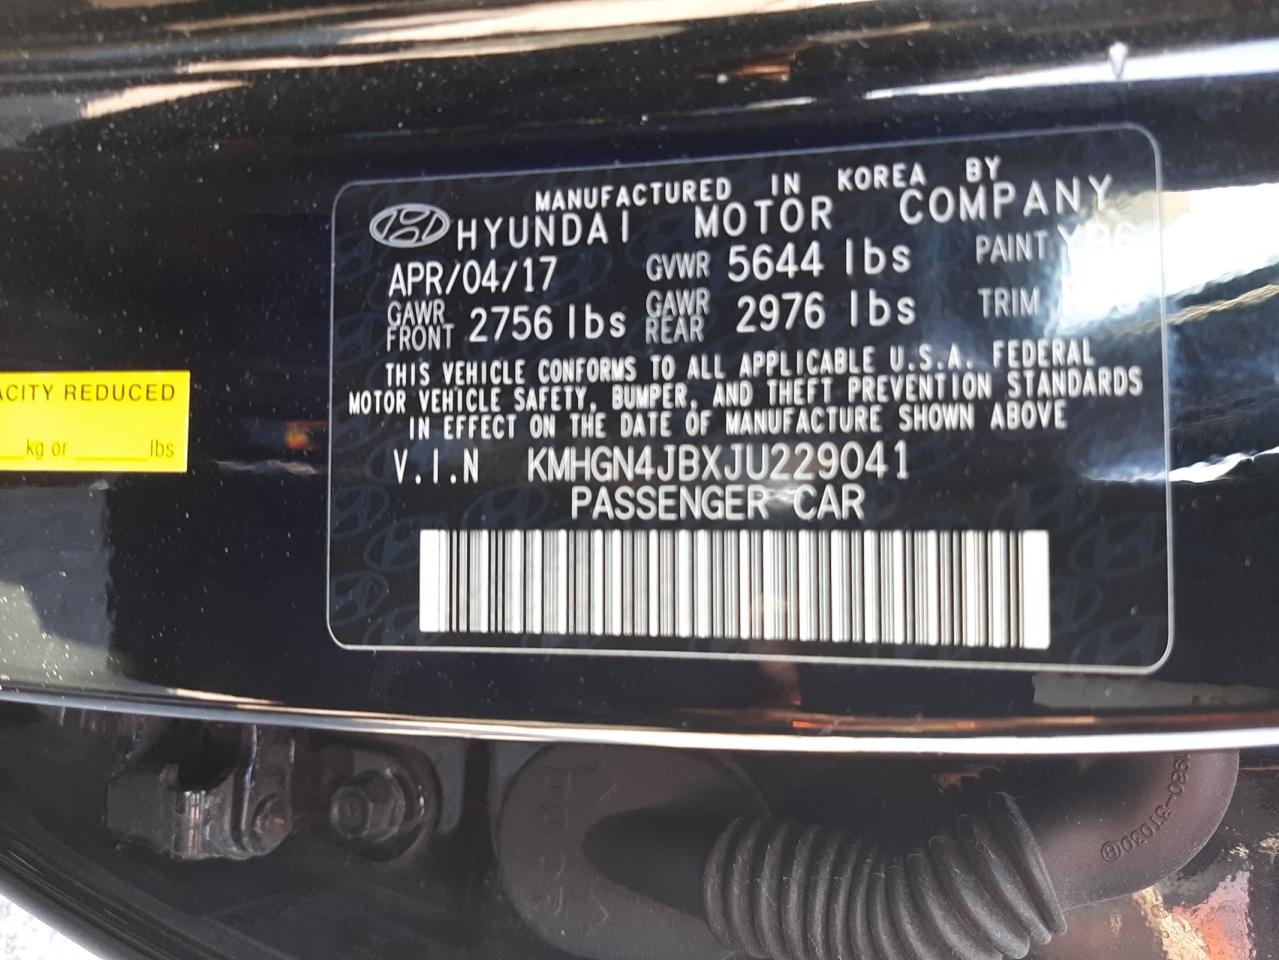 MANUFACTURED IN KOREA BY
HYUNDAI MOTOR COMPANY
APR/04/17 GVWR 5644 lbs PAINT
GAWR FRONT 2756 lbs GAWR REAR 2976 lbs TRIM
THIS VEHICLE CONFORMS TO ALL APPLICABLE U.S.A. FEDERAL
MOTOR VEHICLE SAFETY, BUMPER, AND THEFT PREVENTION STANDARDS
IN EFFECT ON THE DATE OF MANUFACTURE SHOWN ABOVE
V.I.N KMHGN4JBXJU229041
PASSENGER CAR
ACITY REDUCED
kg or lbs